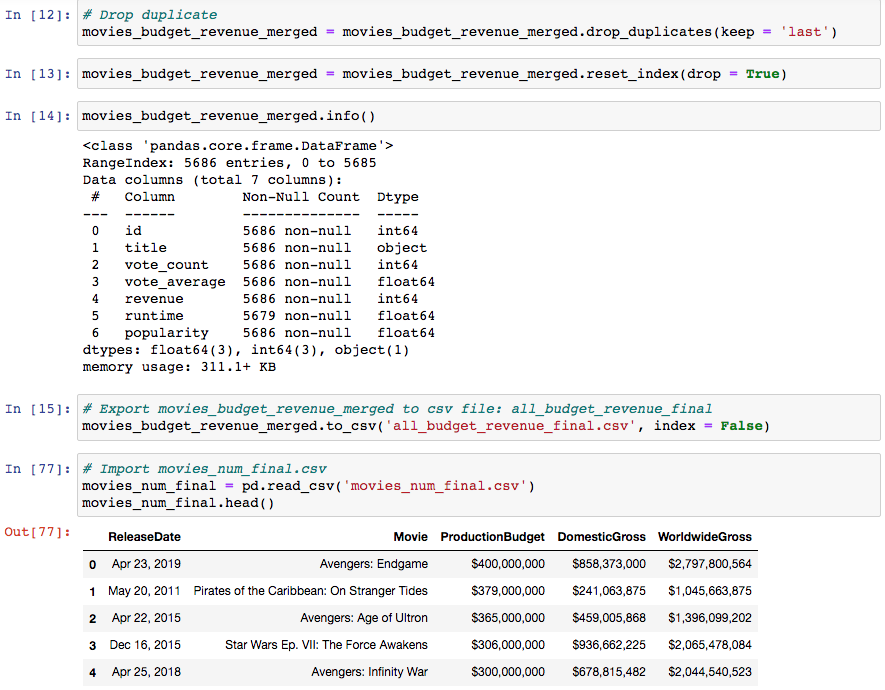 In [12]: # Drop duplicate
movies_budget_revenue_merged = movies_budget_revenue_merged.drop_duplicates(keep = 'last')
In [13]: movies_budget_revenue_merged = movies_budget_revenue_merged.reset_index(drop = True)
In [14]: movies_budget_revenue_merged.info()
<class 'pandas.core.frame.DataFrame'>
RangeIndex: 5686 entries, 0 to 5685
Data columns (total 7 columns):
 #   Column        Non-Null Count  Dtype
---  ------        --------------  -----
 0   id            5686 non-null   int64
 1   title         5686 non-null   object
 2   vote_count    5686 non-null   int64
 3   vote_average  5686 non-null   float64
 4   revenue       5686 non-null   int64
 5   runtime       5679 non-null   float64
 6   popularity    5686 non-null   float64
dtypes: float64(3), int64(3), object(1)
memory usage: 311.1+ KB
In [15]: # Export movies_budget_revenue_merged to csv file: all_budget_revenue_final
movies_budget_revenue_merged.to_csv('all_budget_revenue_final.csv', index = False)
In [77]: # Import movies_num_final.csv
movies_num_final = pd.read_csv('movies_num_final.csv')
movies_num_final.head()
Out[77]: ReleaseDate Movie ProductionBudget DomesticGross WorldwideGross
0 Apr 23, 2019 Avengers: Endgame $400,000,000 $858,373,000 $2,797,800,564
1 May 20, 2011 Pirates of the Caribbean: On Stranger Tides $379,000,000 $241,063,875 $1,045,663,875
2 Apr 22, 2015 Avengers: Age of Ultron $365,000,000 $459,005,868 $1,396,099,202
3 Dec 16, 2015 Star Wars Ep. VII: The Force Awakens $306,000,000 $936,662,225 $2,065,478,084
4 Apr 25, 2018 Avengers: Infinity War $300,000,000 $678,815,482 $2,044,540,523